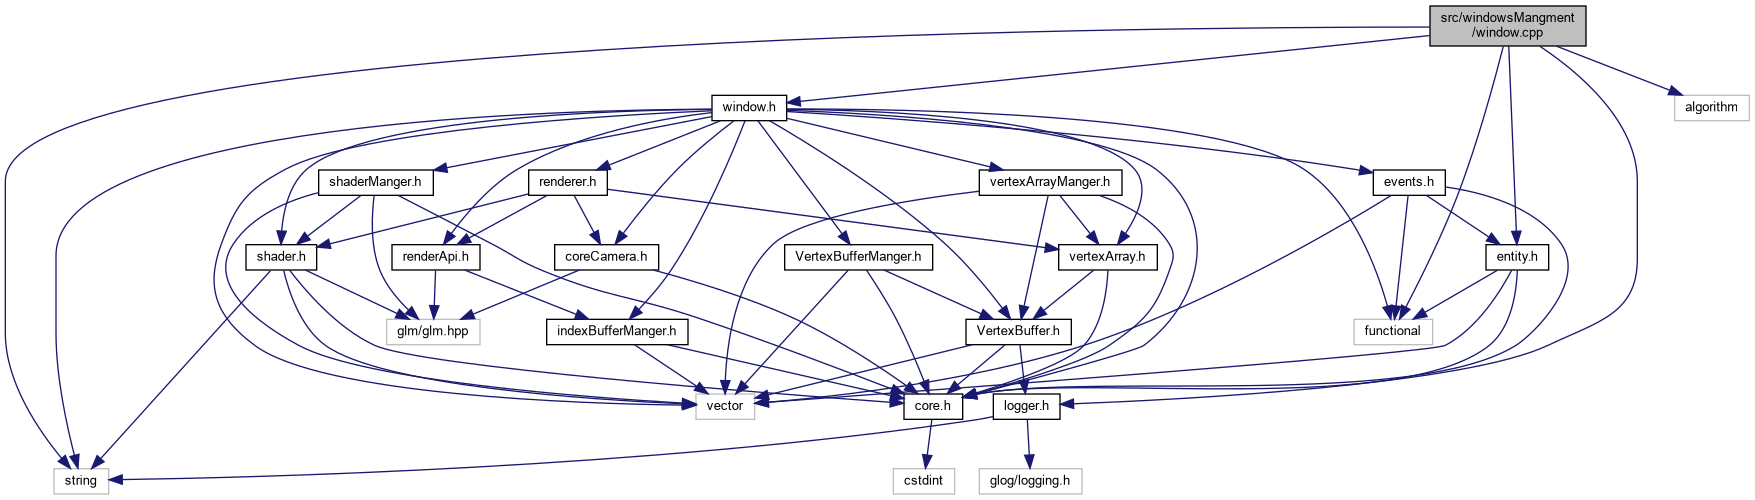 src/windowsMangment
/window.cpp
window.h
algorithm
shaderManger.h
renderer.h
vertexArrayManger.h
events.h
shader.h
renderApi.h
coreCamera.h
VertexBufferManger.h
vertexArray.h
entity.h
glm/glm.hpp
indexBufferManger.h
VertexBuffer.h
functional
vector
core.h
logger.h
string
cstdint
glog/logging.h